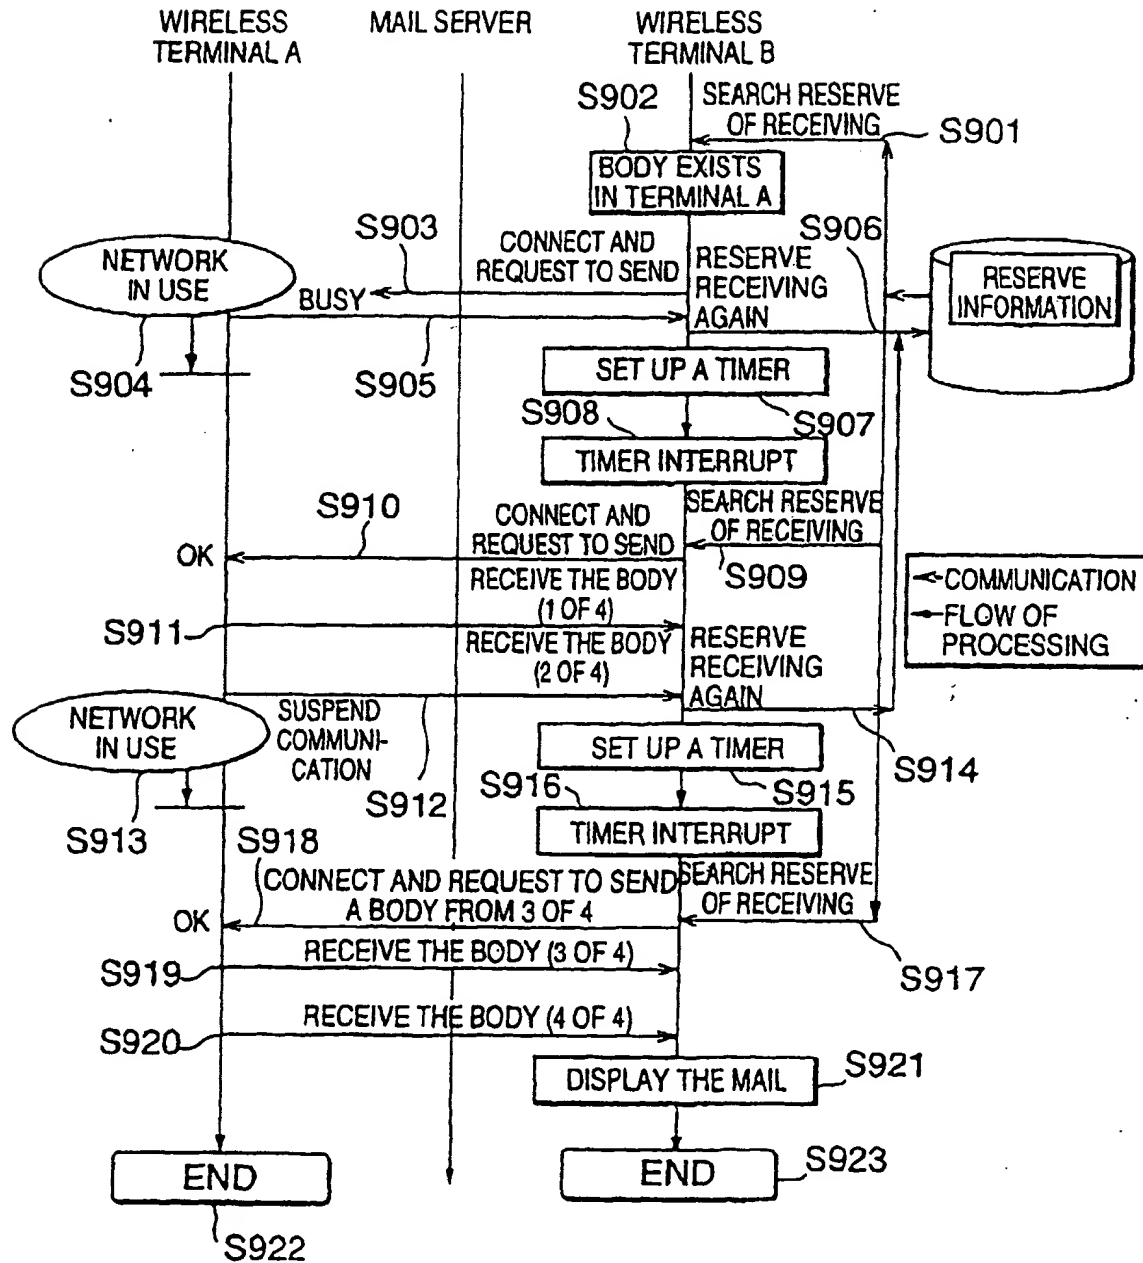 WIRELESS
TERMINAL A
MAIL SERVER
WIRELESS
TERMINAL B
S902
SEARCH RESERVE
OF RECEIVING
S901
BODY EXISTS
IN TERMINAL A
S903
CONNECT AND
REQUEST TO SEND
S906
NETWORK
IN USE
RESERVE
RECEIVING
AGAIN
RESERVE
INFORMATION
BUSY
S904
S905
SET UP A TIMER
S908
S907
TIMER INTERRUPT
S910
CONNECT AND
REQUEST TO SEND
SEARCH RESERVE
OF RECEIVING
OK
S909
COMMUNICATION
FLOW OF
PROCESSING
RECEIVE THE BODY
(1 OF 4)
S911
RECEIVE THE BODY
(2 OF 4)
RESERVE
RECEIVING
AGAIN
NETWORK
IN USE
SUSPEND
COMMUNI-
CATION
SET UP A TIMER
S914
S912
S916
S915
S913
TIMER INTERRUPT
S918
CONNECT AND REQUEST TO SEND
A BODY FROM 3 OF 4
SEARCH RESERVE
OF RECEIVING
OK
RECEIVE THE BODY (3 OF 4)
S919
S917
RECEIVE THE BODY (4 OF 4)
S920
DISPLAY THE MAIL
S921
END
END
S923
S922